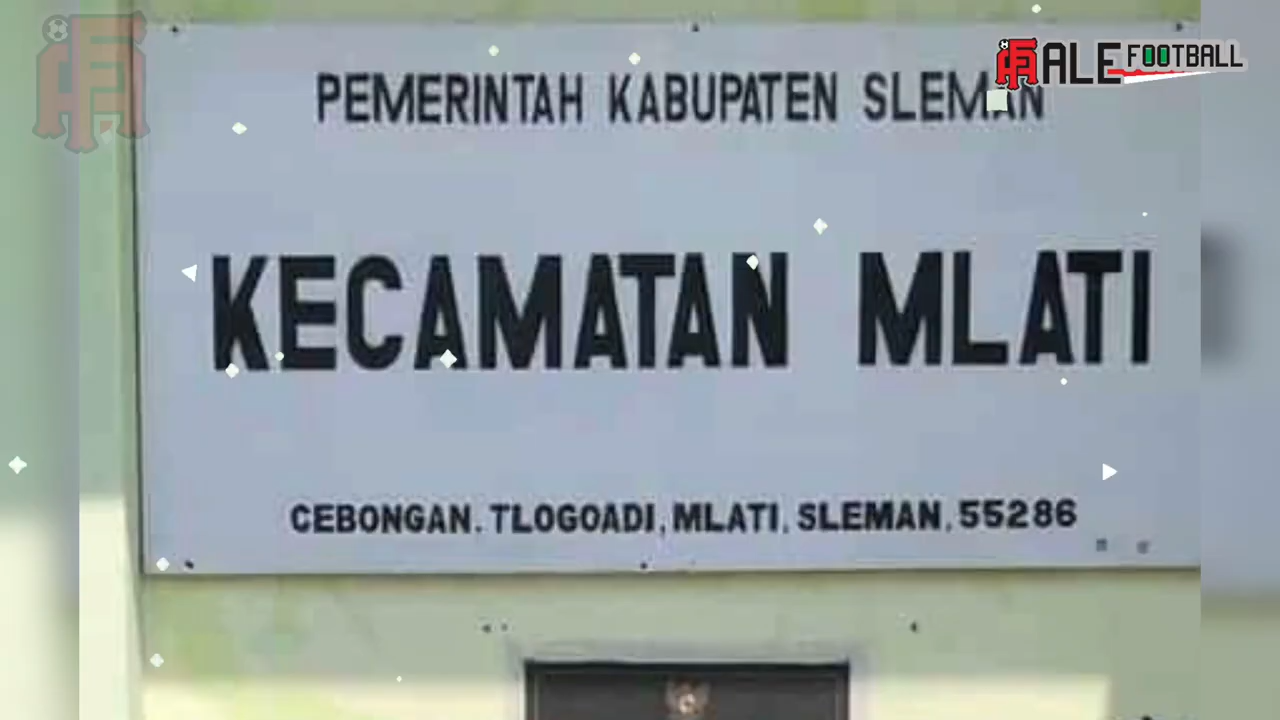 PEMERINTAH KABUPATEN SLEMAN
KECAMATAN MLATI
CEBONGAN. TLOGOADI, MLATI, SLEMAN, 55286
ALE FOOTBALL